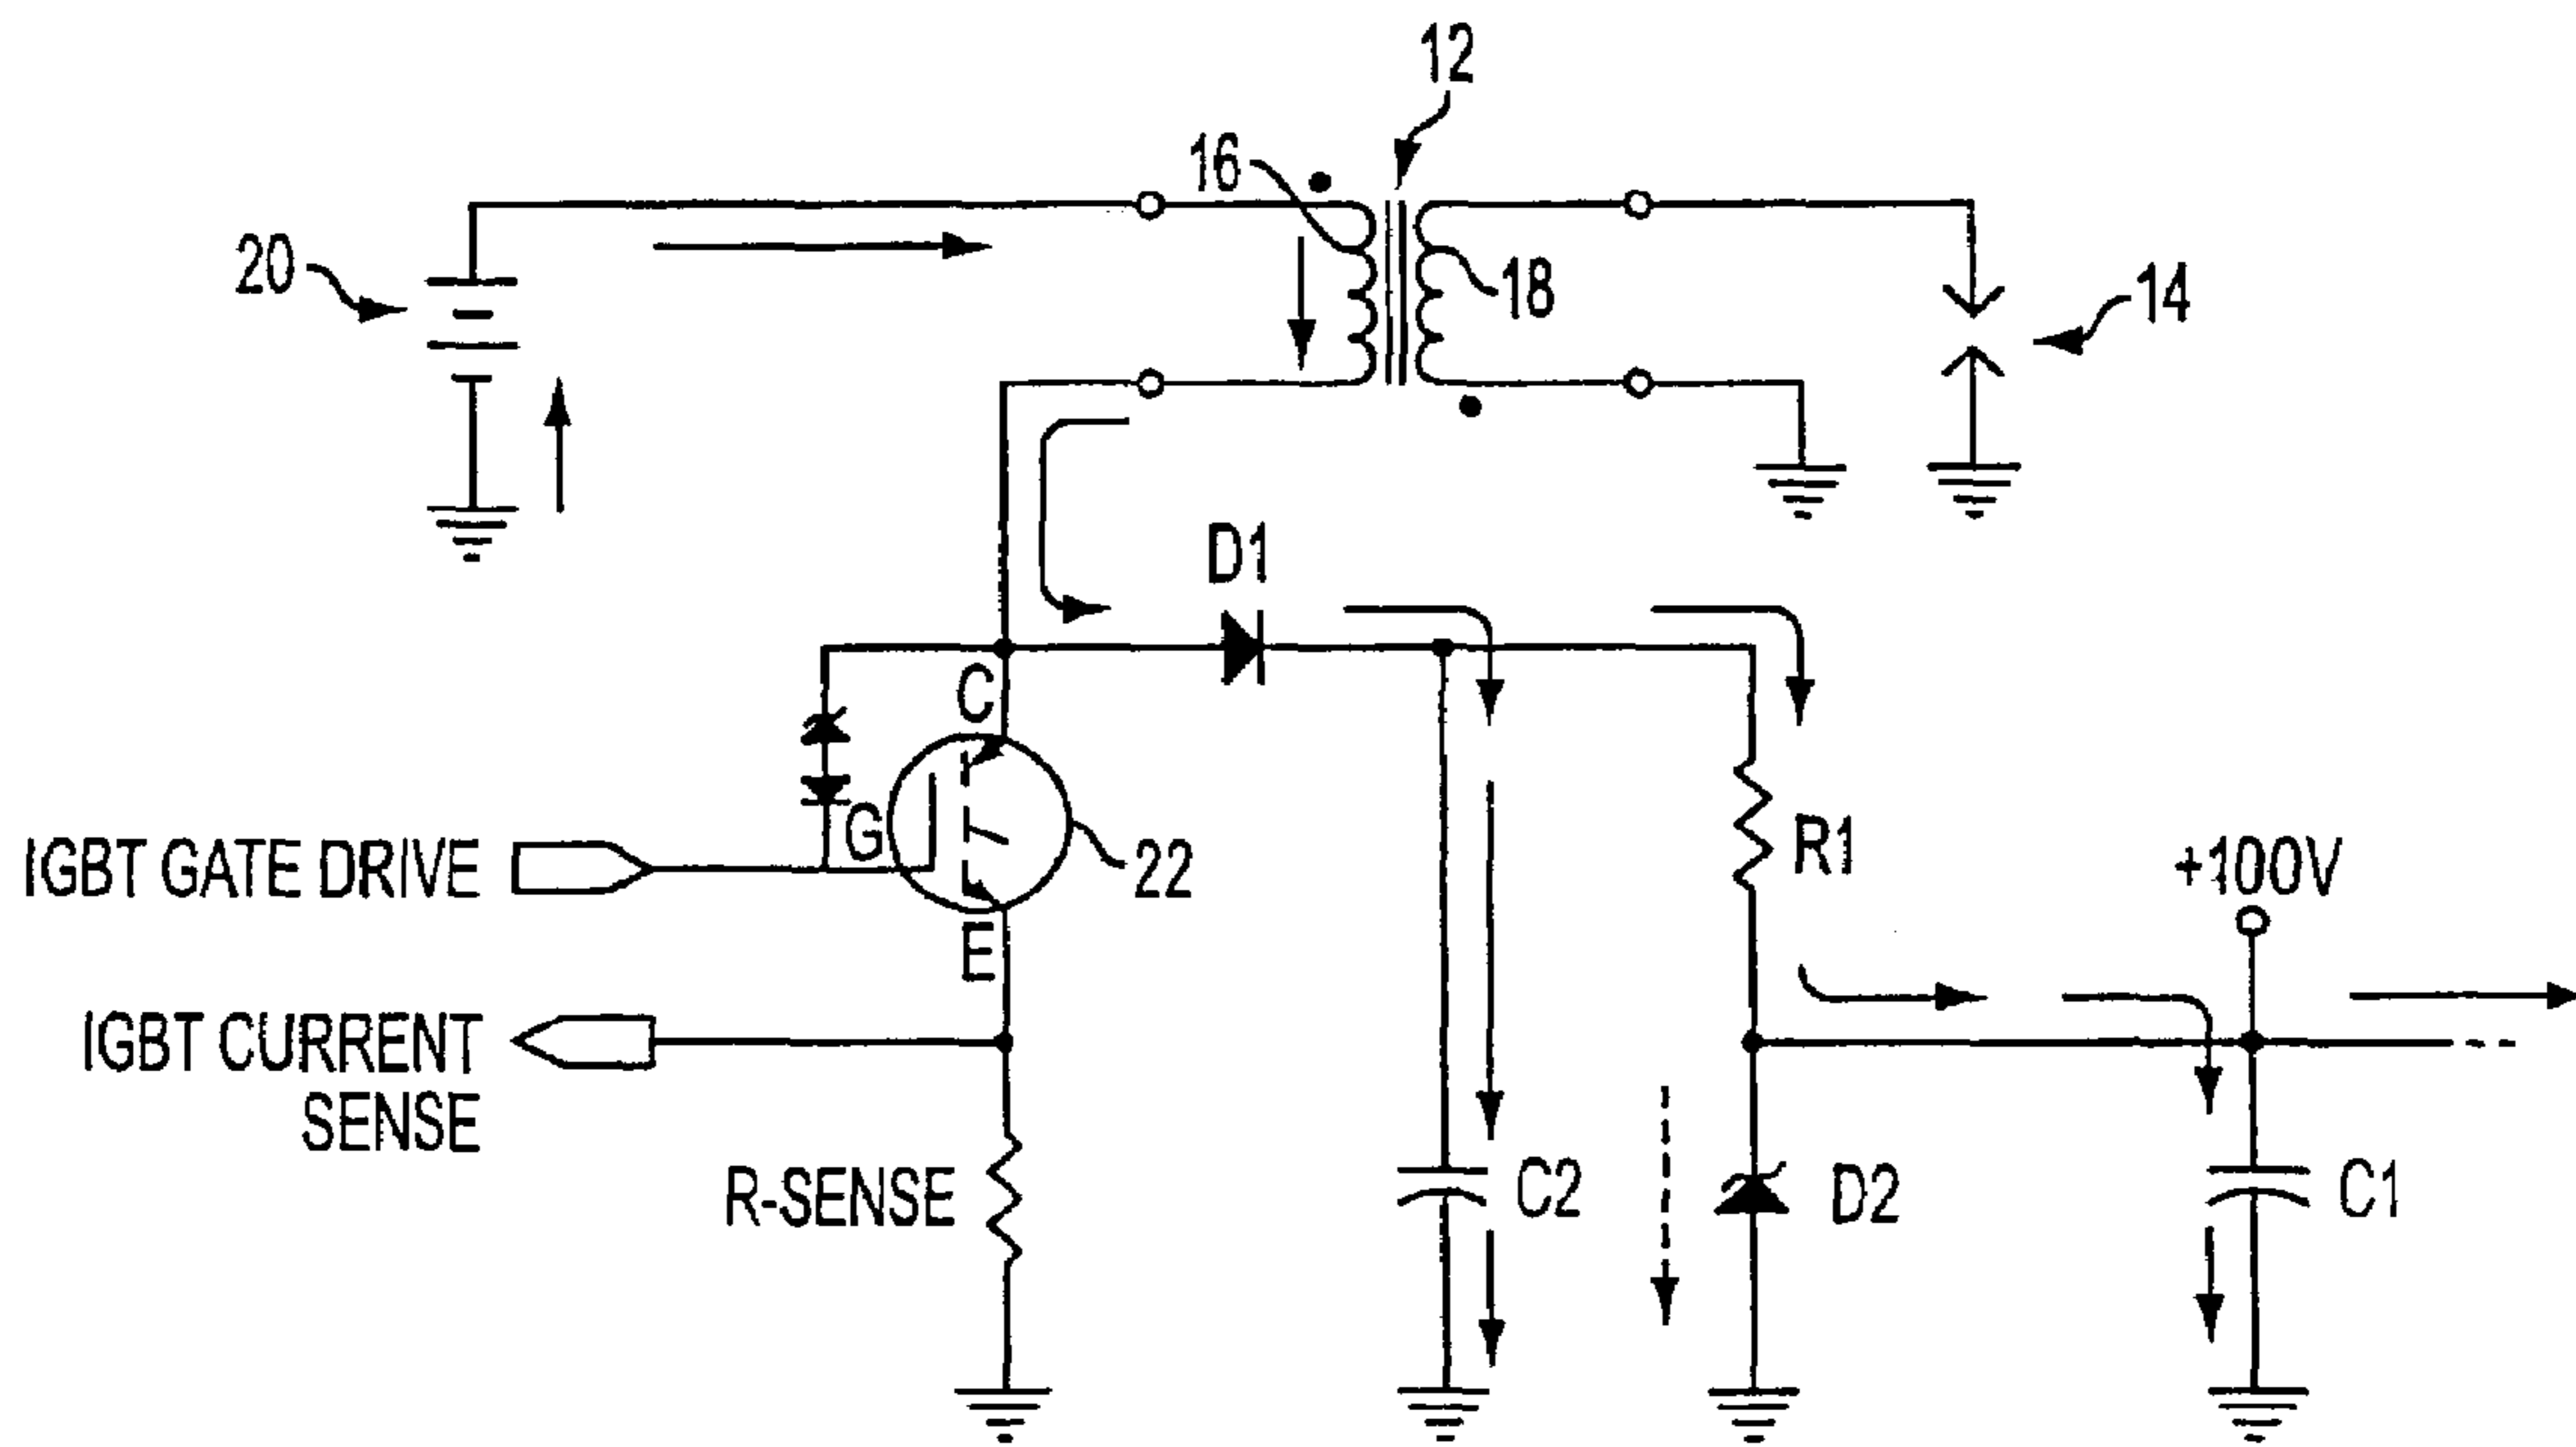 12
16
20
18
14
D1
C
G
IGBT GATE DRIVE
22
R1
+100V
E
IGBT CURRENT
SENSE
R-SENSE
C2
D2
C1